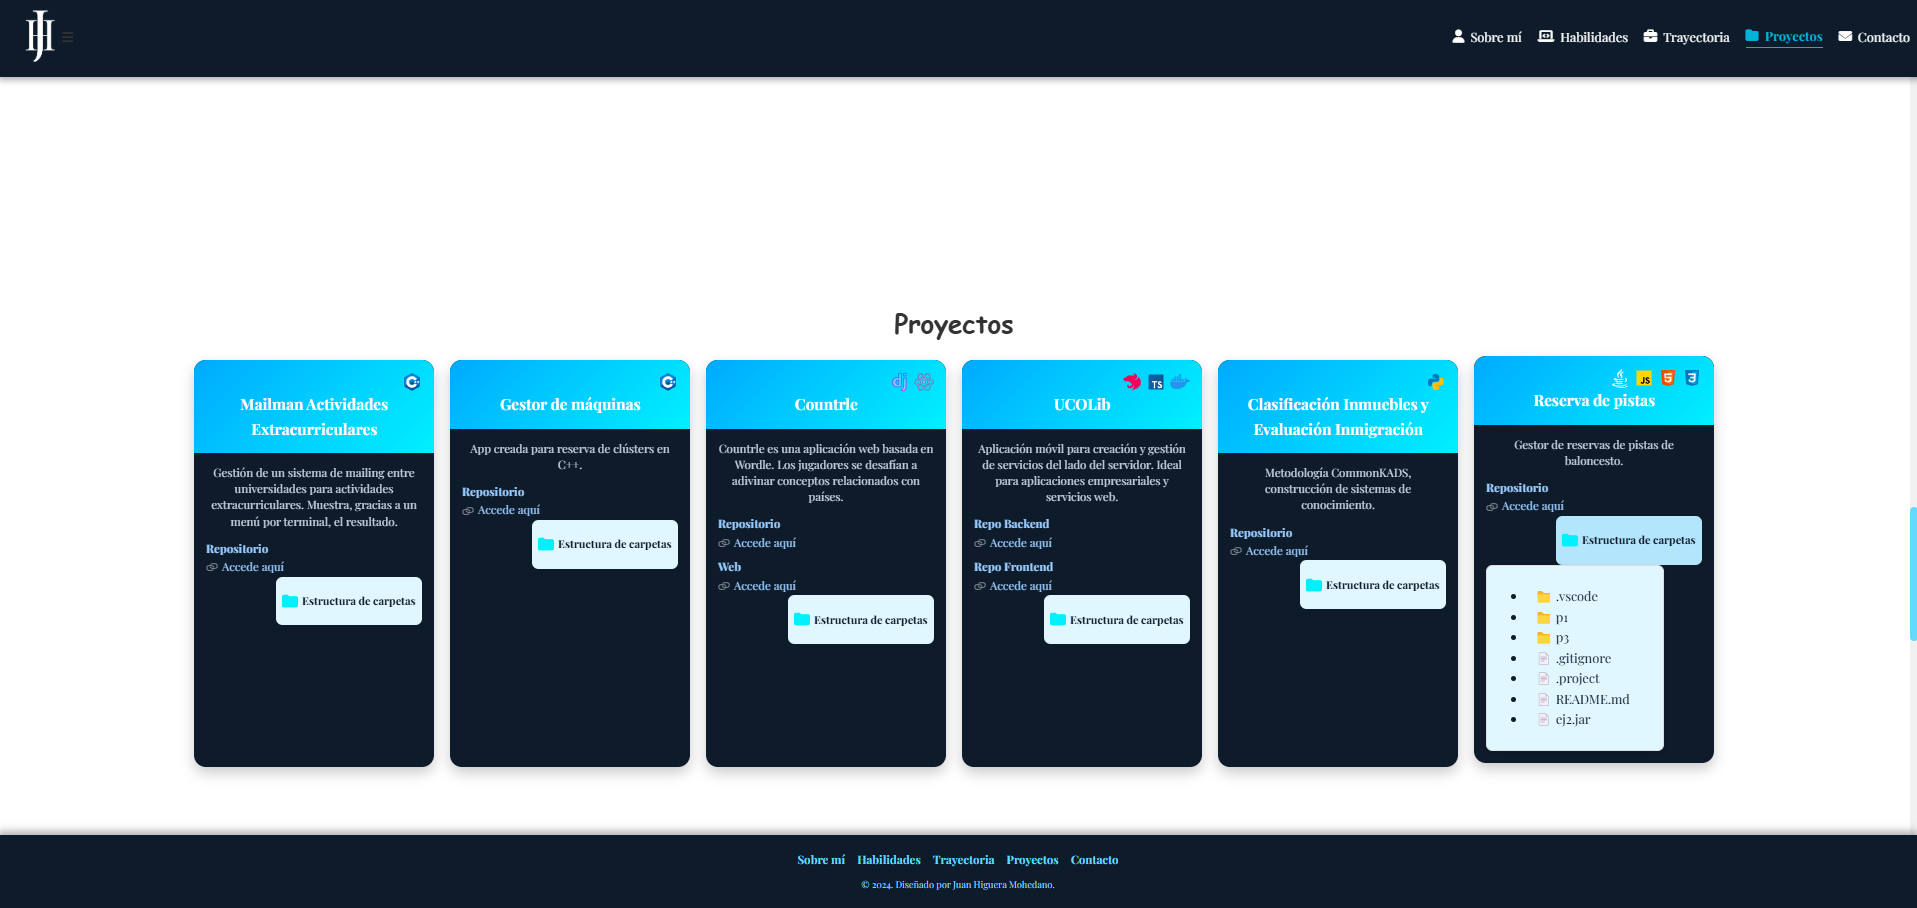 JH
Sobre mí
Habilidades
Trayectoria
Proyectos
Contacto
Proyectos
Mailman Actividades
Extracurriculares
Gestión de un sistema de mailing entre
universidades para actividades
extracurriculares. Muestra, gracias a un
menú por terminal, el resultado.
Repositorio
Accede aquí
Estructura de carpetas
Gestor de máquinas
App creada para reserva de clústers en
C++.
Repositorio
Accede aquí
Estructura de carpetas
dj
Countrle
Countrle es una aplicación web basada en
Wordle. Los jugadores se desafían a
adivinar conceptos relacionados con
países.
Repositorio
Accede aquí
Web
Accede aquí
Estructura de carpetas
TS
UCOLib
Aplicación móvil para creación y gestión
de servicios del lado del servidor. Ideal
para aplicaciones empresariales y
servicios web.
Repo Backend
Accede aquí
Repo Frontend
Accede aquí
Estructura de carpetas
Clasificación Inmuebles y
Evaluación Inmigración
Metodología CommonKADS,
construcción de sistemas de
conocimiento.
Repositorio
Accede aquí
Estructura de carpetas
JS
Reserva de pistas
Gestor de reservas de pistas de
baloncesto.
Repositorio
Accede aquí
Estructura de carpetas
.vscode
p1
p3
.gitignore
.project
README.md
ej2.jar
Sobre mí Habilidades Trayectoria Proyectos Contacto
© 2024. Diseñado por Juan Higuera Mohedano.